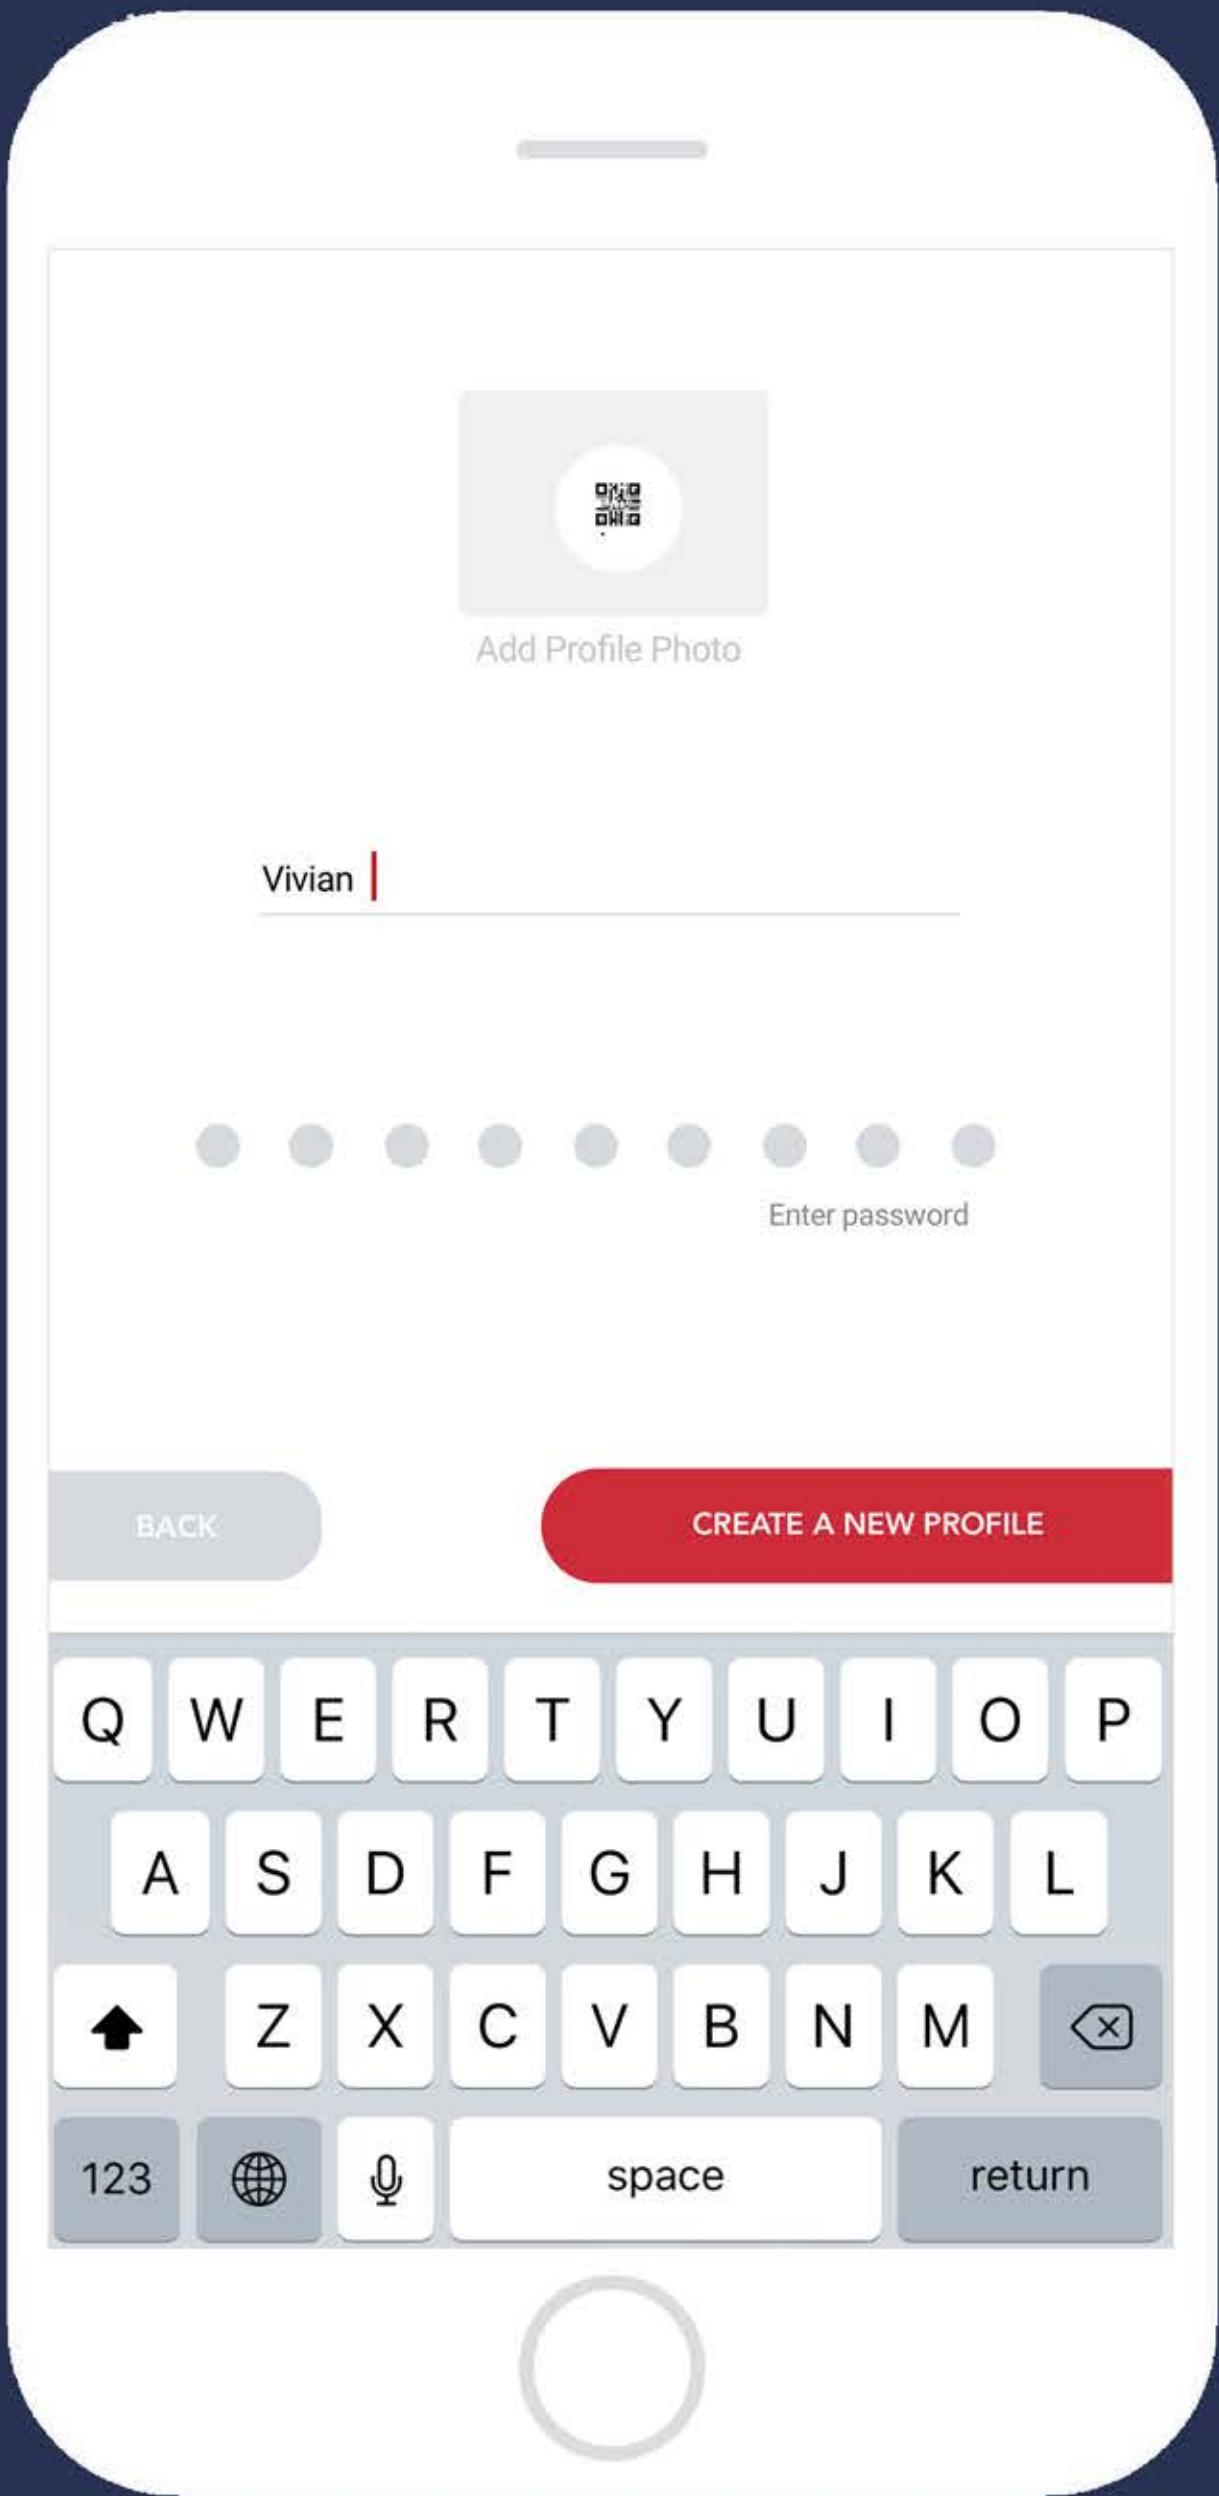 Add Profile Photo
Vivian
Enter password
BACK
CREATE A NEW PROFILE
Q W E R T Y U I O P
A S D F G H J K L
Z X C V B N M
123 space return